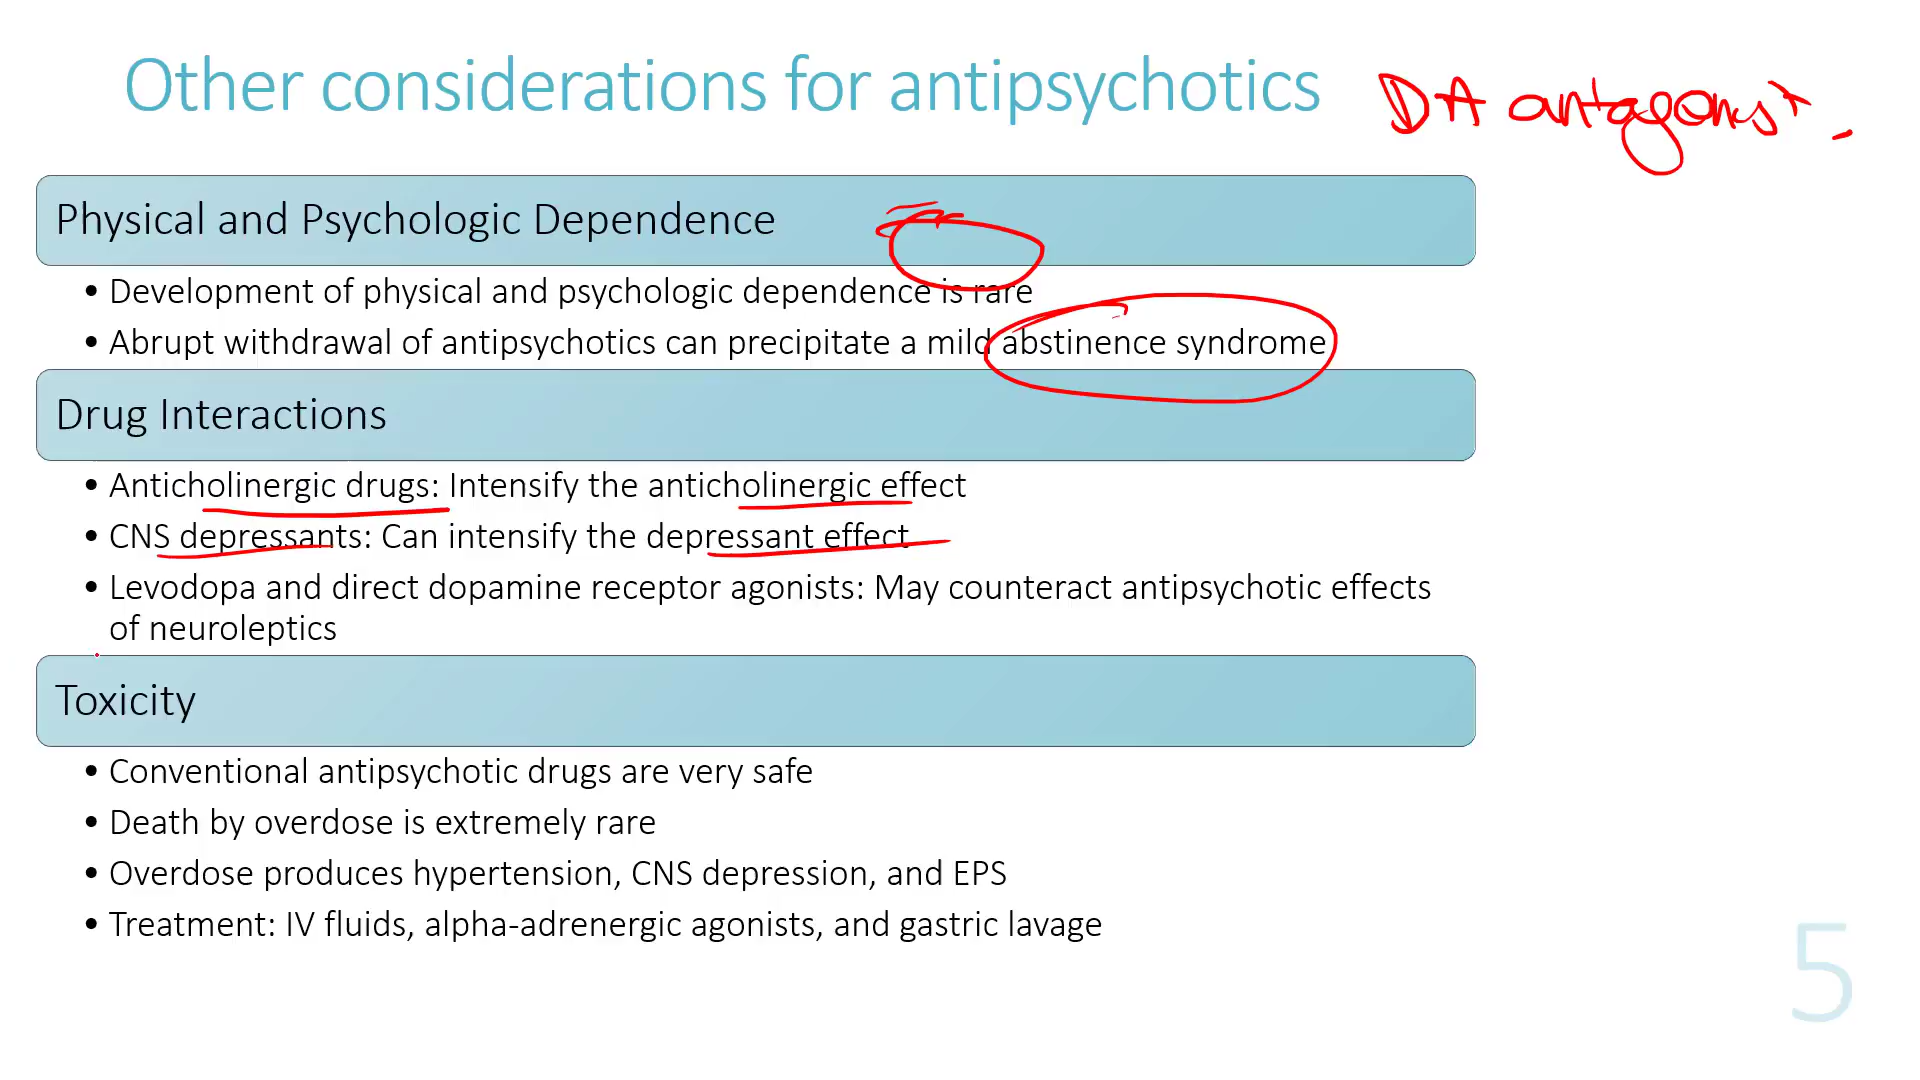 Other considerations for antipsychotics
DA antagonist.
Physical and Psychologic Dependence
• Development of physical and psychologic dependence is rare
• Abrupt withdrawal of antipsychotics can precipitate a mild abstinence syndrome
Drug Interactions
• Anticholinergic drugs: Intensify the anticholinergic effect
• CNS depressants: Can intensify the depressant effect
• Levodopa and direct dopamine receptor agonists: May counteract antipsychotic effects
of neuroleptics
Toxicity
• Conventional antipsychotic drugs are very safe
• Death by overdose is extremely rare
• Overdose produces hypertension, CNS depression, and EPS
• Treatment: IV fluids, alpha-adrenergic agonists, and gastric lavage
5